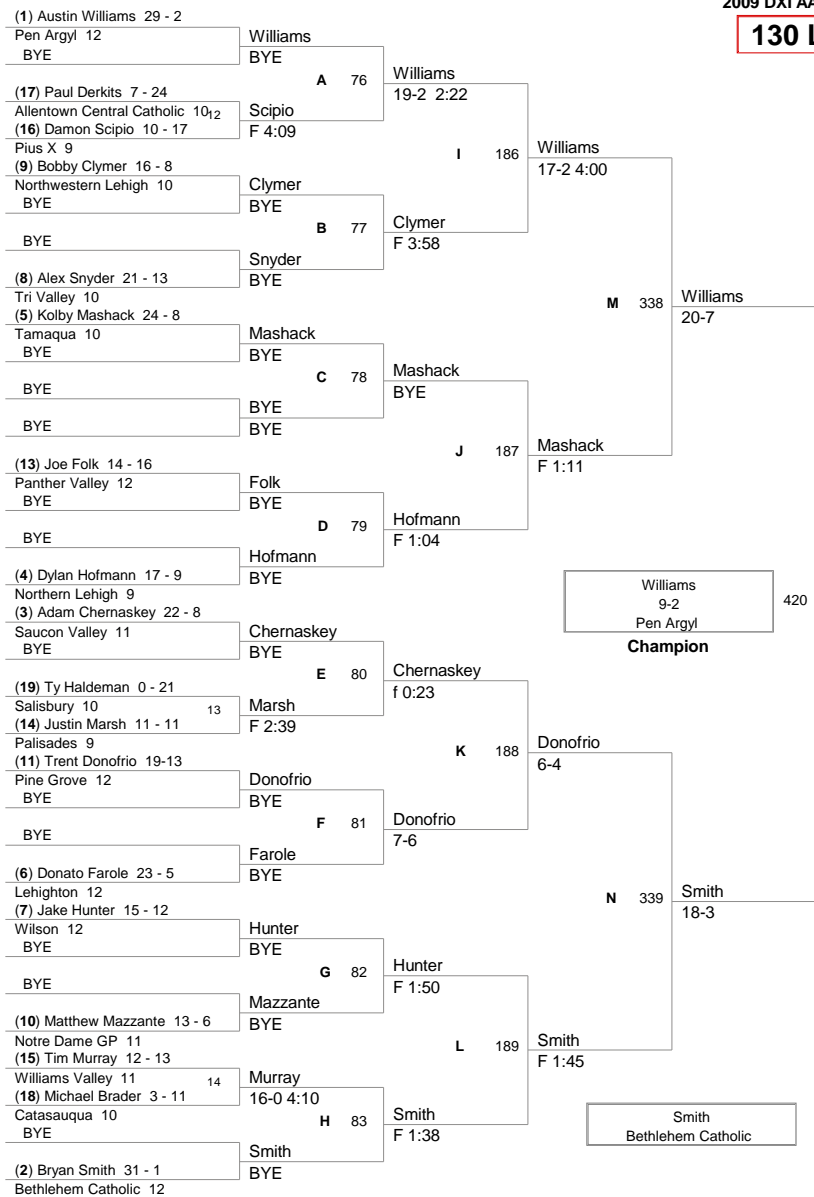 2009 DXI AA
130 L
(1) Austin Williams 29 - 2
Pen Argyl 12
BYE
(17) Paul Derkits 7 - 24
Allentown Central Catholic 10
12
(16) Damon Scipio 10 - 17
Pius X 9
(9) Bobby Clymer 16 - 8
Northwestern Lehigh 10
BYE
BYE
(8) Alex Snyder 21 - 13
Tri Valley 10
(5) Kolby Mashack 24 - 8
Tamaqua 10
BYE
BYE
BYE
(13) Joe Folk 14 - 16
Panther Valley 12
BYE
BYE
(4) Dylan Hofmann 17 - 9
Northern Lehigh 9
(3) Adam Chernaskey 22 - 8
Saucon Valley 11
BYE
(19) Ty Haldeman 0 - 21
Salisbury 10
13
(14) Justin Marsh 11 - 11
Palisades 9
(11) Trent Donofrio 19-13
Pine Grove 12
BYE
BYE
(6) Donato Farole 23 - 5
Lehighton 12
(7) Jake Hunter 15 - 12
Wilson 12
BYE
BYE
(10) Matthew Mazzante 13 - 6
Notre Dame GP 11
(15) Tim Murray 12 - 13
Williams Valley 11
14
(18) Michael Brader 3 - 11
Catasauqua 10
BYE
(2) Bryan Smith 31 - 1
Bethlehem Catholic 12
Williams
BYE
A 76
Scipio
F 4:09
Clymer
BYE
B 77
Snyder
BYE
Mashack
BYE
C 78
BYE
BYE
Folk
BYE
D 79
Hofmann
BYE
Chernaskey
BYE
E 80
Marsh
F 2:39
Donofrio
BYE
F 81
Farole
BYE
Hunter
BYE
G 82
Mazzante
BYE
Murray
16-0 4:10
H 83
Smith
BYE
Williams
19-2 2:22
I 186
Clymer
F 3:58
Mashack
BYE
J 187
Hofmann
F 1:04
Chernaskey
f 0:23
K 188
Donofrio
7-6
Hunter
F 1:50
L 189
Smith
F 1:38
Williams
17-2 4:00
M 338
Mashack
F 1:11
Donofrio
6-4
N 339
Smith
F 1:45
Williams
20-7
Smith
18-3
Williams
9-2
Pen Argyl
420
Champion
Smith
Bethlehem Catholic